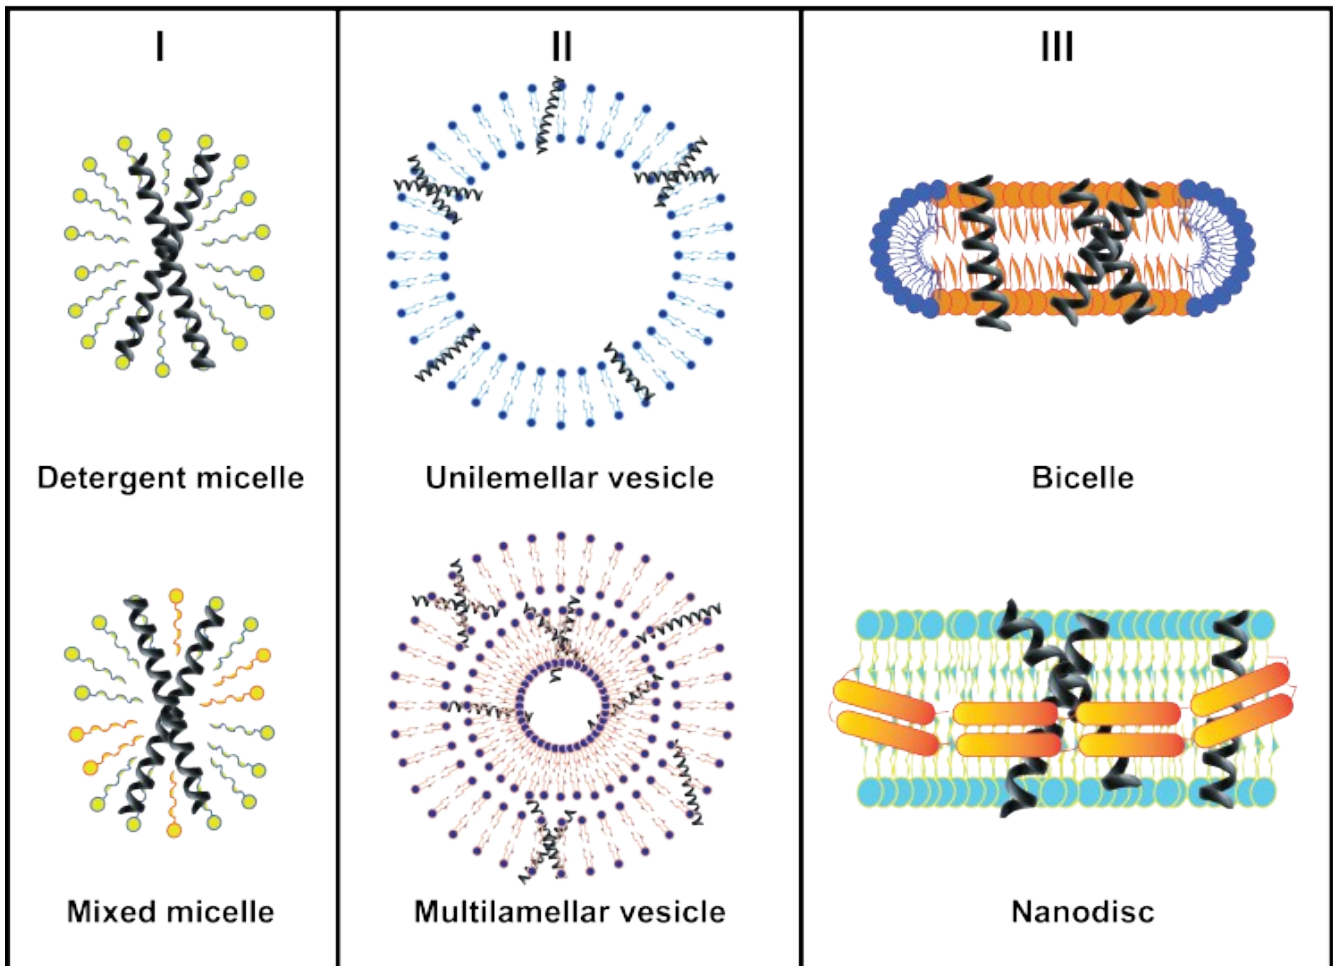 I
II
III
Detergent micelle
Unilemellar vesicle
Bicelle
Mixed micelle
Multilamellar vesicle
Nanodisc